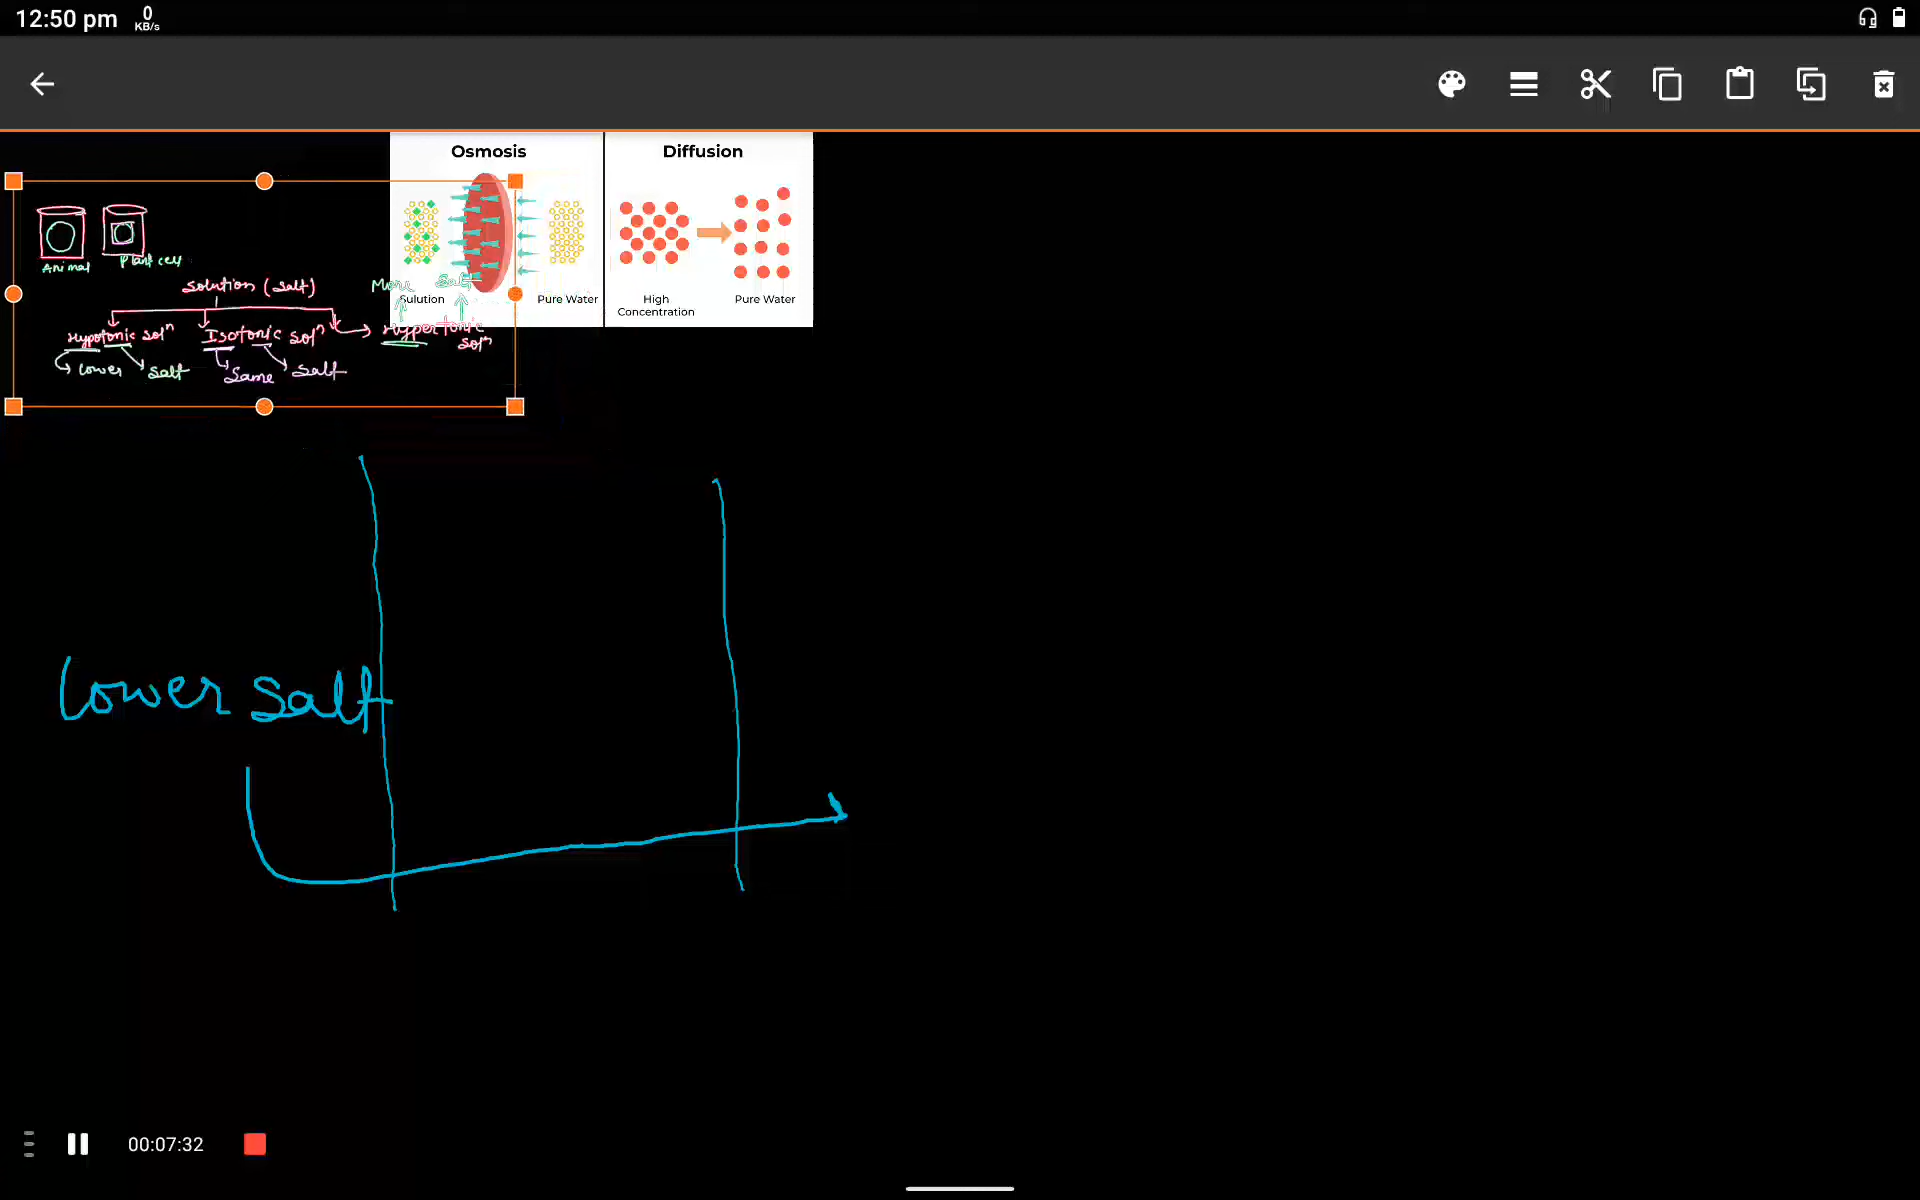 12:50 pm 0 KB/s
Osmosis Diffusion
Animal Plant cell
Solution (Salt) More Salt
Solution Pure Water High Concentration Pure Water
Hypotonic solⁿ Isotonic solⁿ Hypertonic solⁿ
Lower Salt Same Salt
Lower Salt
00:07:32